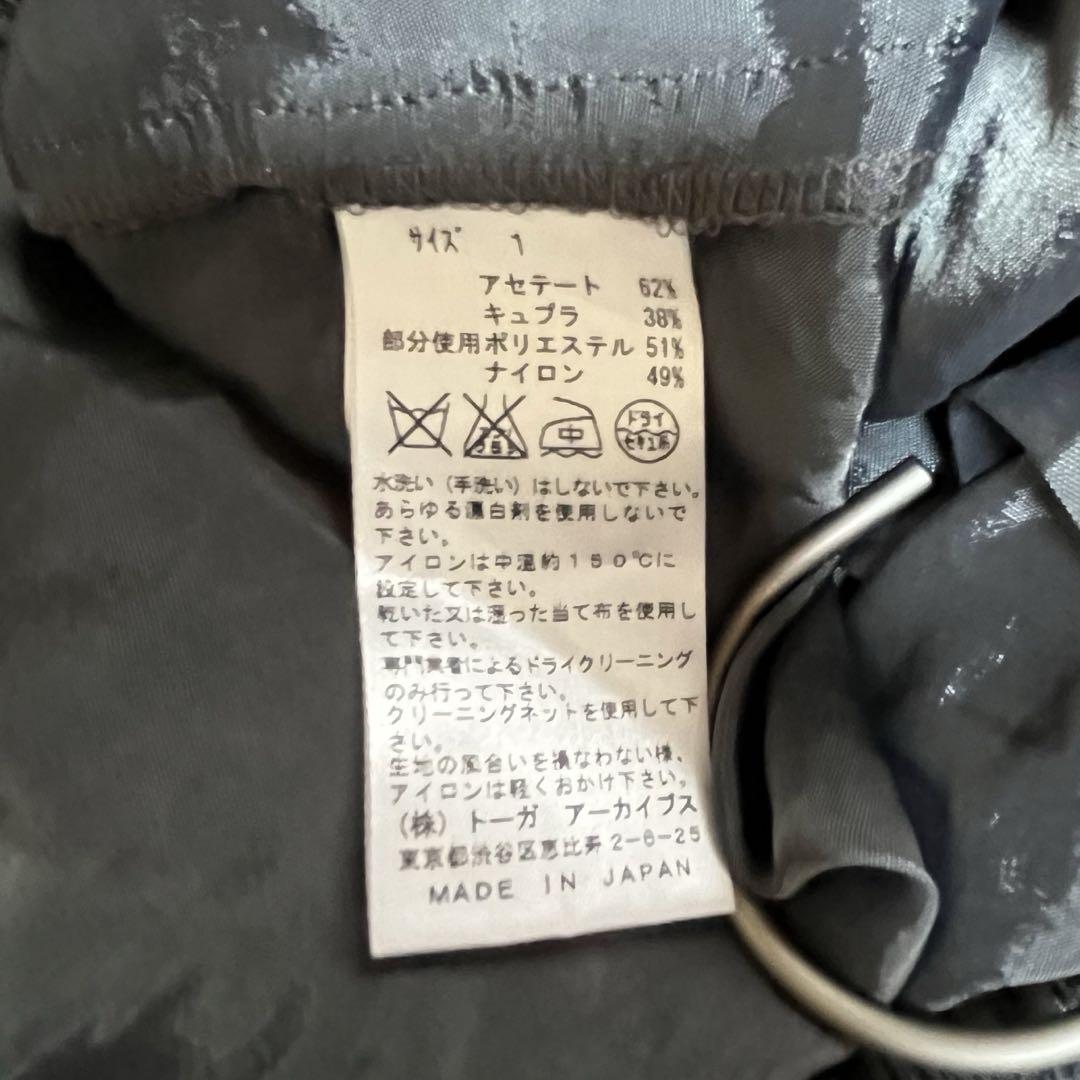 サイズ 1
アセテート 62%
キュプラ 38%
部分使用ポリエステル 51%
ナイロン 49%
中 ドライ
セキユ系
水洗い（手洗い）はしないで下さい。
あらゆる漂白剤を使用しないで
下さい。
アイロンは中温約150℃に
設定して下さい。
乾いた又は湿った当て布を使用し
て下さい。
専門業者によるドライクリーニング
のみ行って下さい。
クリーニングネットを使用して下
さい。
生地の風合いを損なわない様、
アイロンは軽くおかけ下さい。
（株）トーガ アーカイブス
東京都渋谷区恵比寿2-6-25
MADE IN JAPAN